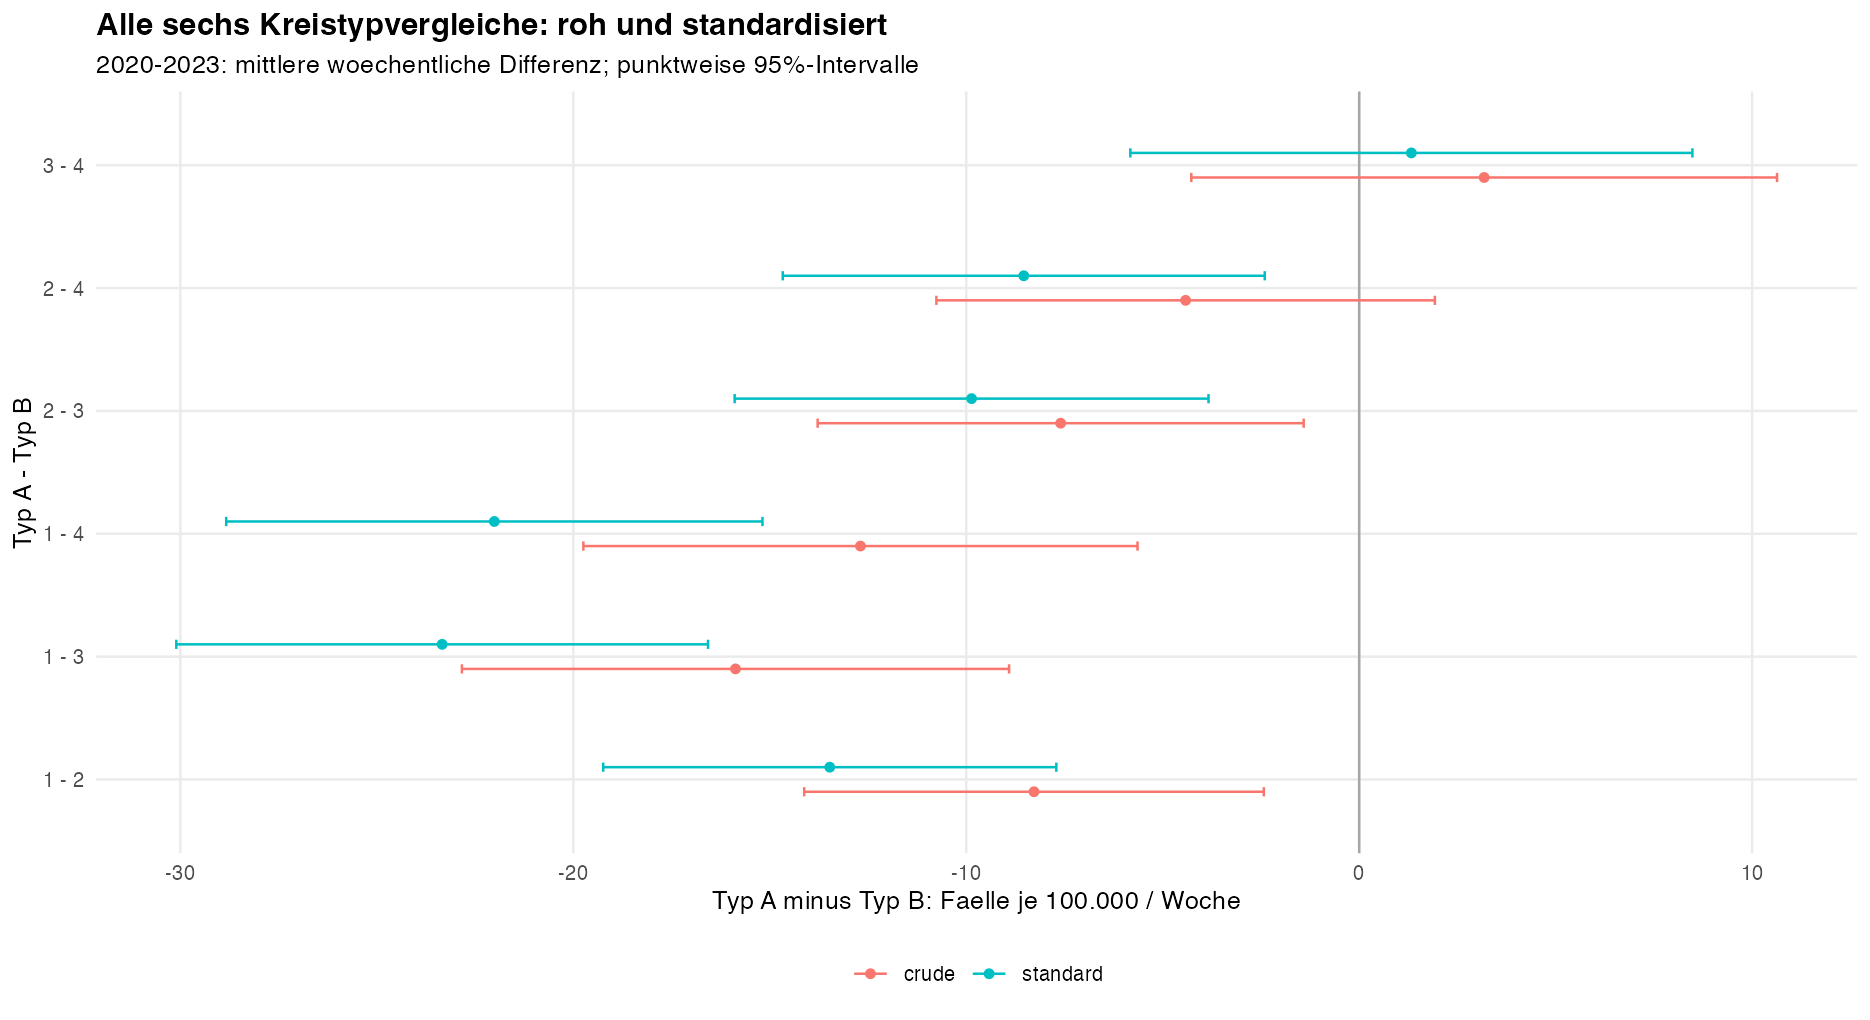 Alle sechs Kreistypvergleiche: roh und standardisiert
2020-2023: mittlere woechentliche Differenz; punktweise 95%-Intervalle
Typ A - Typ B
3 - 4
2 - 4
2 - 3
1 - 4
1 - 3
1 - 2
-30 -20 -10 0 10
Typ A minus Typ B: Faelle je 100.000 / Woche
crude standard